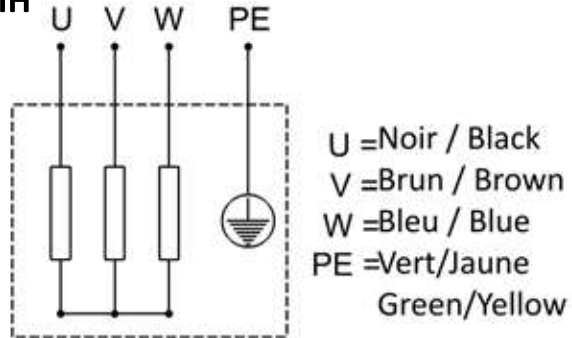 U V W PE
U =Noir / Black
V =Brun / Brown
W =Bleu / Blue
PE =Vert/Jaune
Green/Yellow